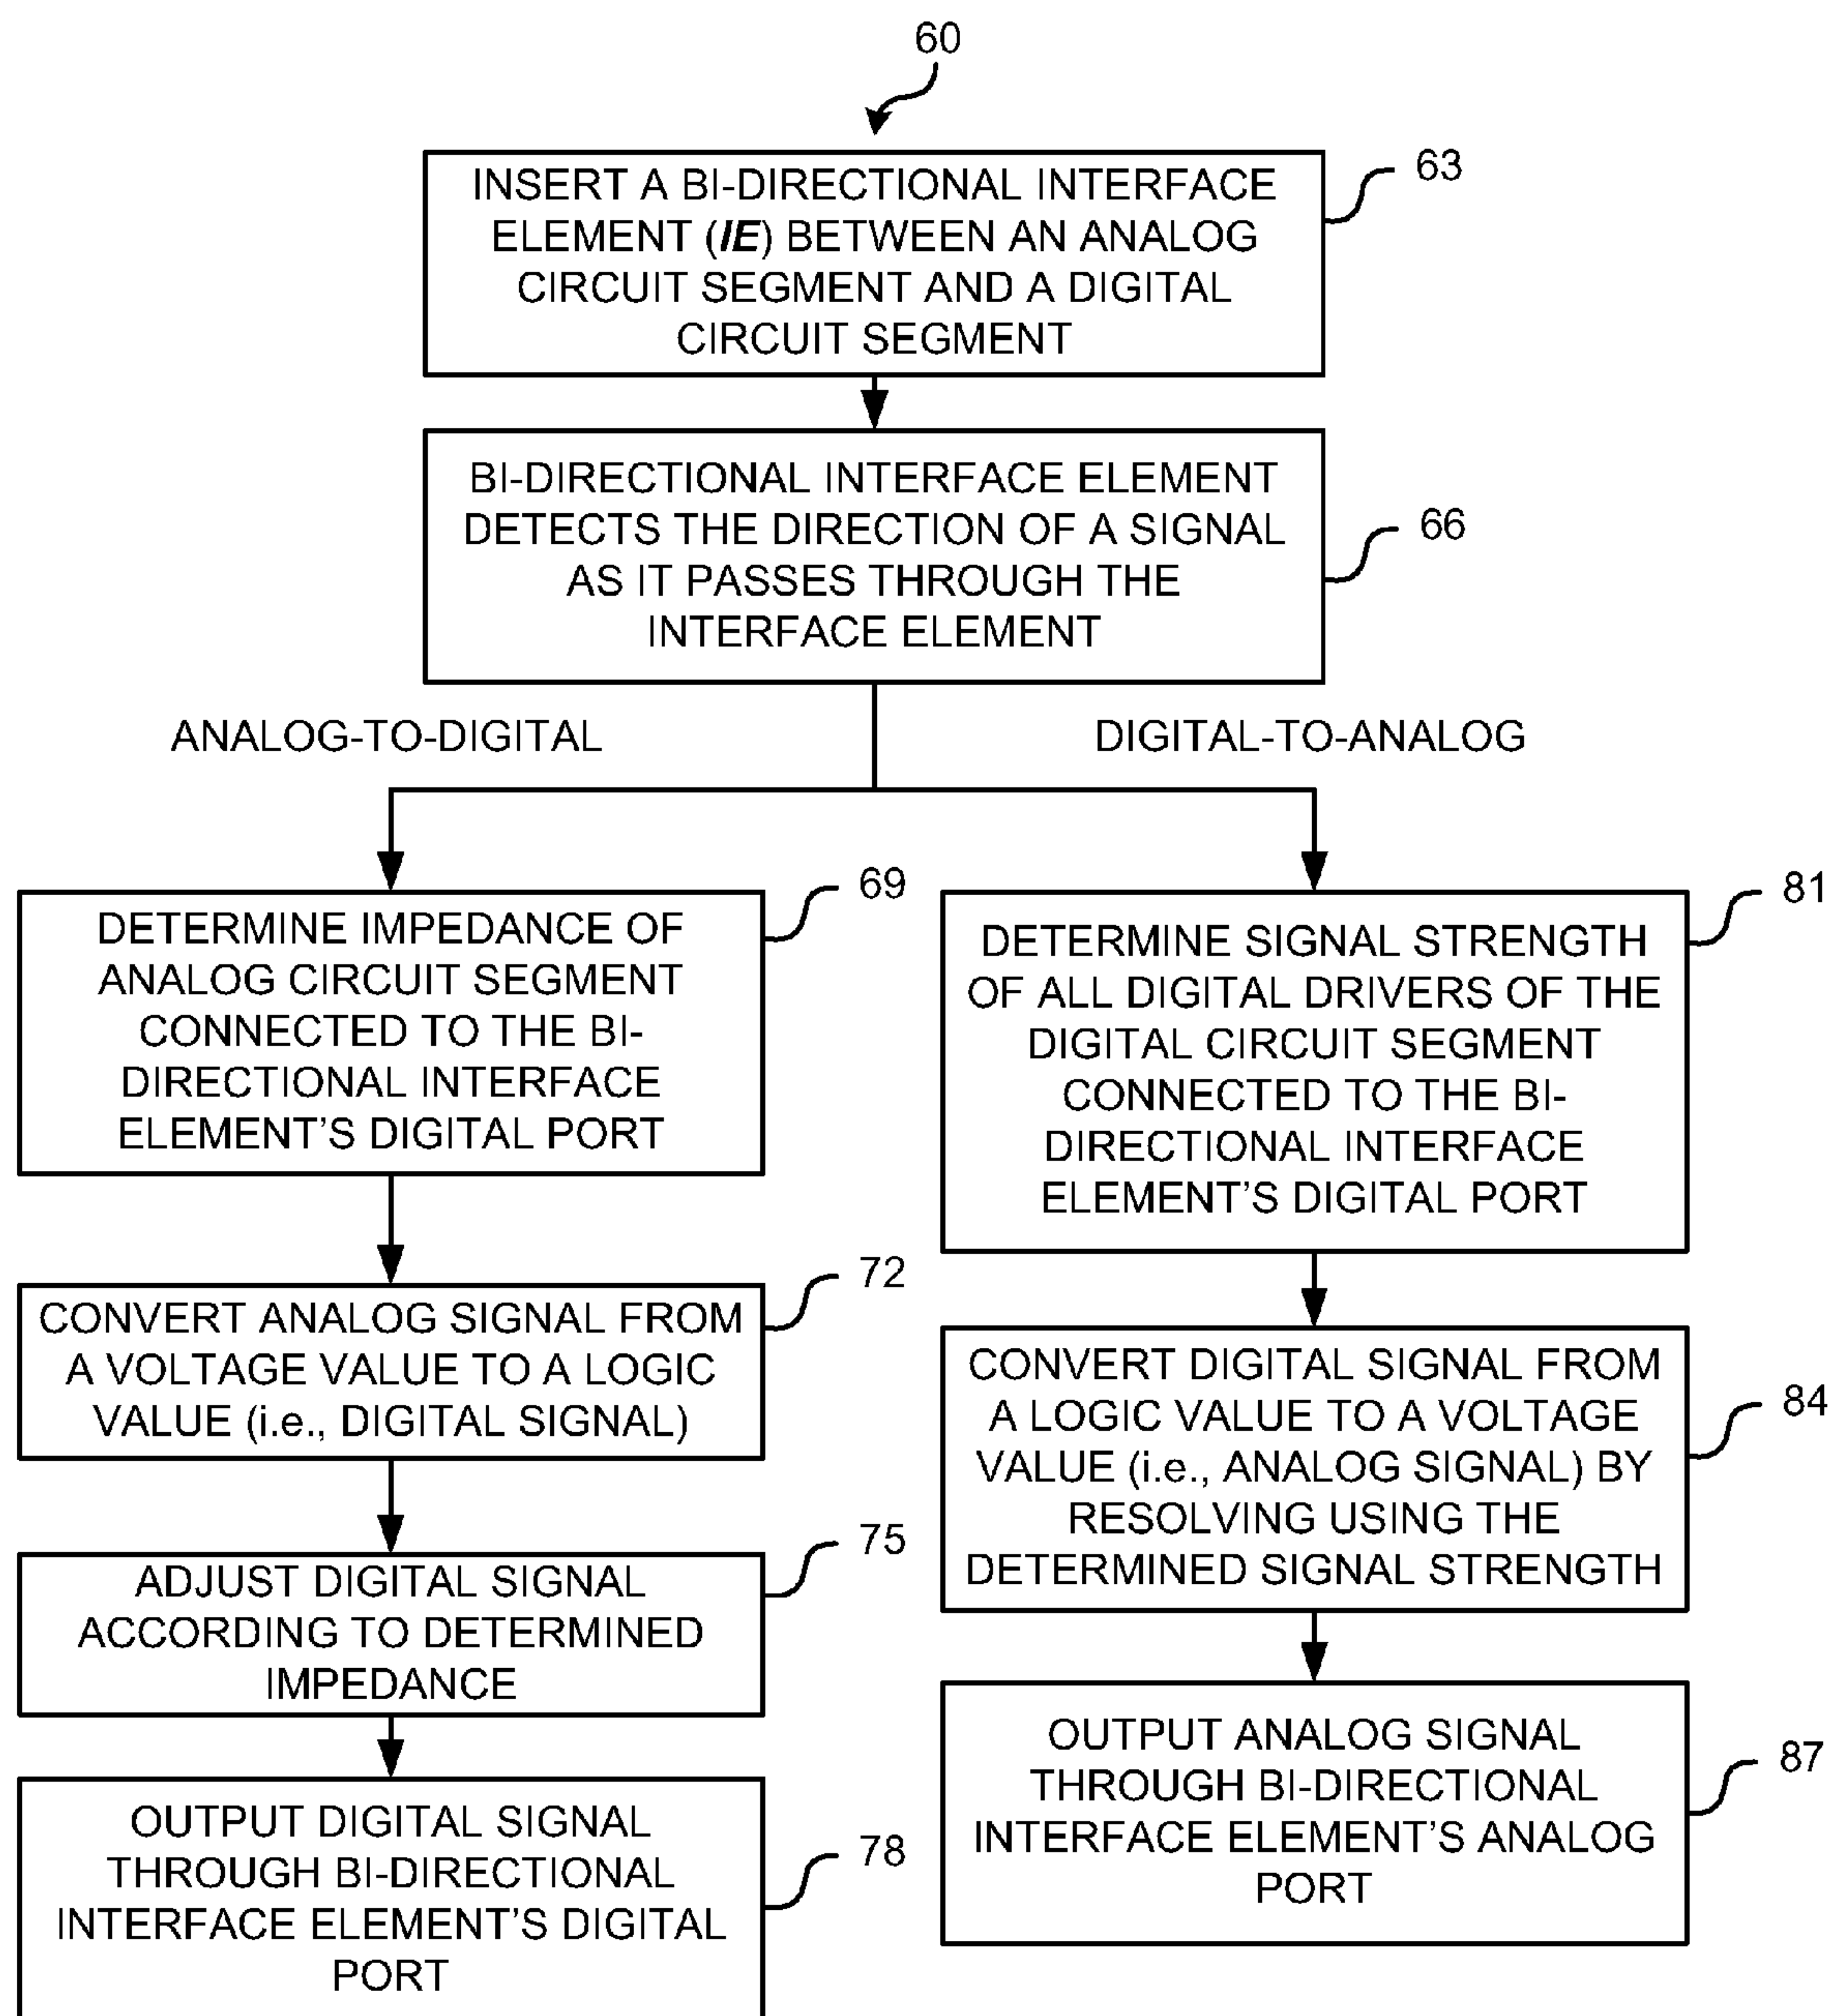 60
INSERT A BI-DIRECTIONAL INTERFACE
ELEMENT (IE) BETWEEN AN ANALOG
CIRCUIT SEGMENT AND A DIGITAL
CIRCUIT SEGMENT
63
BI-DIRECTIONAL INTERFACE ELEMENT
DETECTS THE DIRECTION OF A SIGNAL
AS IT PASSES THROUGH THE
INTERFACE ELEMENT
66
ANALOG-TO-DIGITAL
DIGITAL-TO-ANALOG
DETERMINE IMPEDANCE OF
ANALOG CIRCUIT SEGMENT
CONNECTED TO THE BI-
DIRECTIONAL INTERFACE
ELEMENT'S DIGITAL PORT
69
CONVERT ANALOG SIGNAL FROM
A VOLTAGE VALUE TO A LOGIC
VALUE (i.e., DIGITAL SIGNAL)
72
ADJUST DIGITAL SIGNAL
ACCORDING TO DETERMINED
IMPEDANCE
75
OUTPUT DIGITAL SIGNAL
THROUGH BI-DIRECTIONAL
INTERFACE ELEMENT'S DIGITAL
PORT
78
DETERMINE SIGNAL STRENGTH
OF ALL DIGITAL DRIVERS OF THE
DIGITAL CIRCUIT SEGMENT
CONNECTED TO THE BI-
DIRECTIONAL INTERFACE
ELEMENT'S DIGITAL PORT
81
CONVERT DIGITAL SIGNAL FROM
A LOGIC VALUE TO A VOLTAGE
VALUE (i.e., ANALOG SIGNAL) BY
RESOLVING USING THE
DETERMINED SIGNAL STRENGTH
84
OUTPUT ANALOG SIGNAL
THROUGH BI-DIRECTIONAL
INTERFACE ELEMENT'S ANALOG
PORT
87